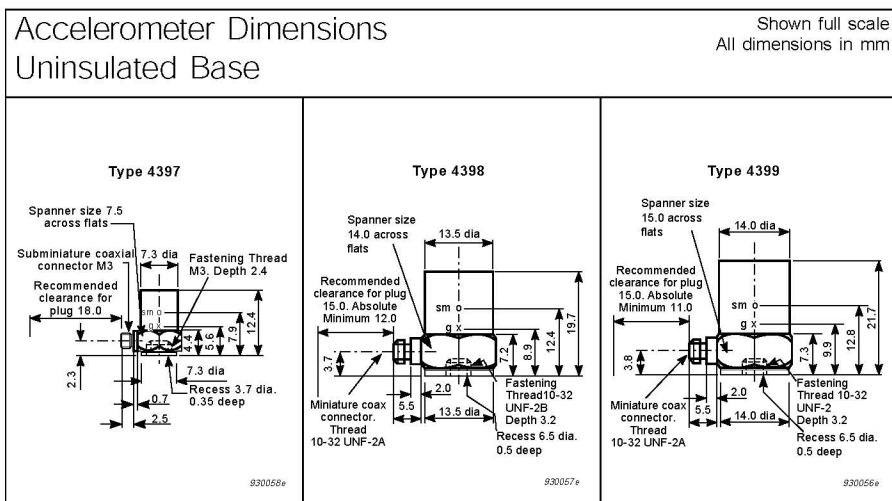 Accelerometer Dimensions
Uninsulated Base
Shown full scale
All dimensions in mm
Type 4397
Spanner size 7.5
across flats
Subminiature coaxial
connector M3
7.3 dia
Fastening Thread
M3. Depth 2.4
Recommended
clearance for
plug 18.0
sm o
g x
4.4
5.6
7.9
12.4
2.3
7.3 dia
Recess 3.7 dia.
0.35 deep
0.7
2.5
930058e
Type 4398
Spanner size
14.0 across
flats
13.5 dia
Recommended
clearance for plug
15.0. Absolute
Minimum 12.0
sm o
g x
7.2
8.9
12.4
19.7
3.7
2.0
5.5
13.5 dia
Fastening
Thread10-32
UNF-2B
Depth 3.2
Miniature coax
connector.
Thread
10-32 UNF-2A
Recess 6.5 dia.
0.5 deep
930057e
Type 4399
Spanner size
15.0 across
flats
14.0 dia
Recommended
clearance for plug
15.0. Absolute
Minimum 11.0
sm o
g x
7.3
9.9
12.8
21.7
3.8
2.0
5.5
14.0 dia
Fastening
Thread 10-32
UNF-2
Depth 3.2
Miniature coax
connector.
Thread
10-32 UNF-2A
Recess 6.5 dia.
0.5 deep
930056e